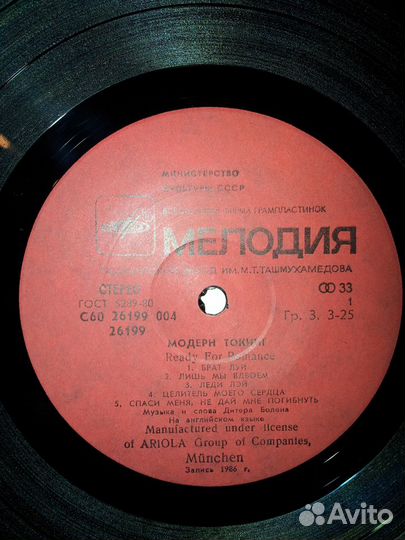 МИНИСТЕРСТВО
КУЛЬТУРЫ СССР
ФИРМА ГРАМПЛАСТИНОК
МЕЛОДИЯ
ИМ. М.Т.ТАШМУХАМЕДОВА
СТЕРЕО
ГОСТ 5289-80
С60 26199 004
26199
33
1
Гр. 3. 3-25
МОДЕРН ТОКИНГ
Ready For Romance
1. БРАТ ЛУИ
2. ЛИШЬ МЫ ВДВОЕМ
3. ЛЕДИ ЛЭЙ
4. ЦЕЛИТЕЛЬ МОЕГО СЕРДЦА
5. СПАСИ МЕНЯ, НЕ ДАЙ МНЕ ПОГИБНУТЬ
Музыка и слова Дитера Болена
На английском языке
Manufactured under license
of ARIOLA Group of Companies,
München
Запись 1986 г.
Avito